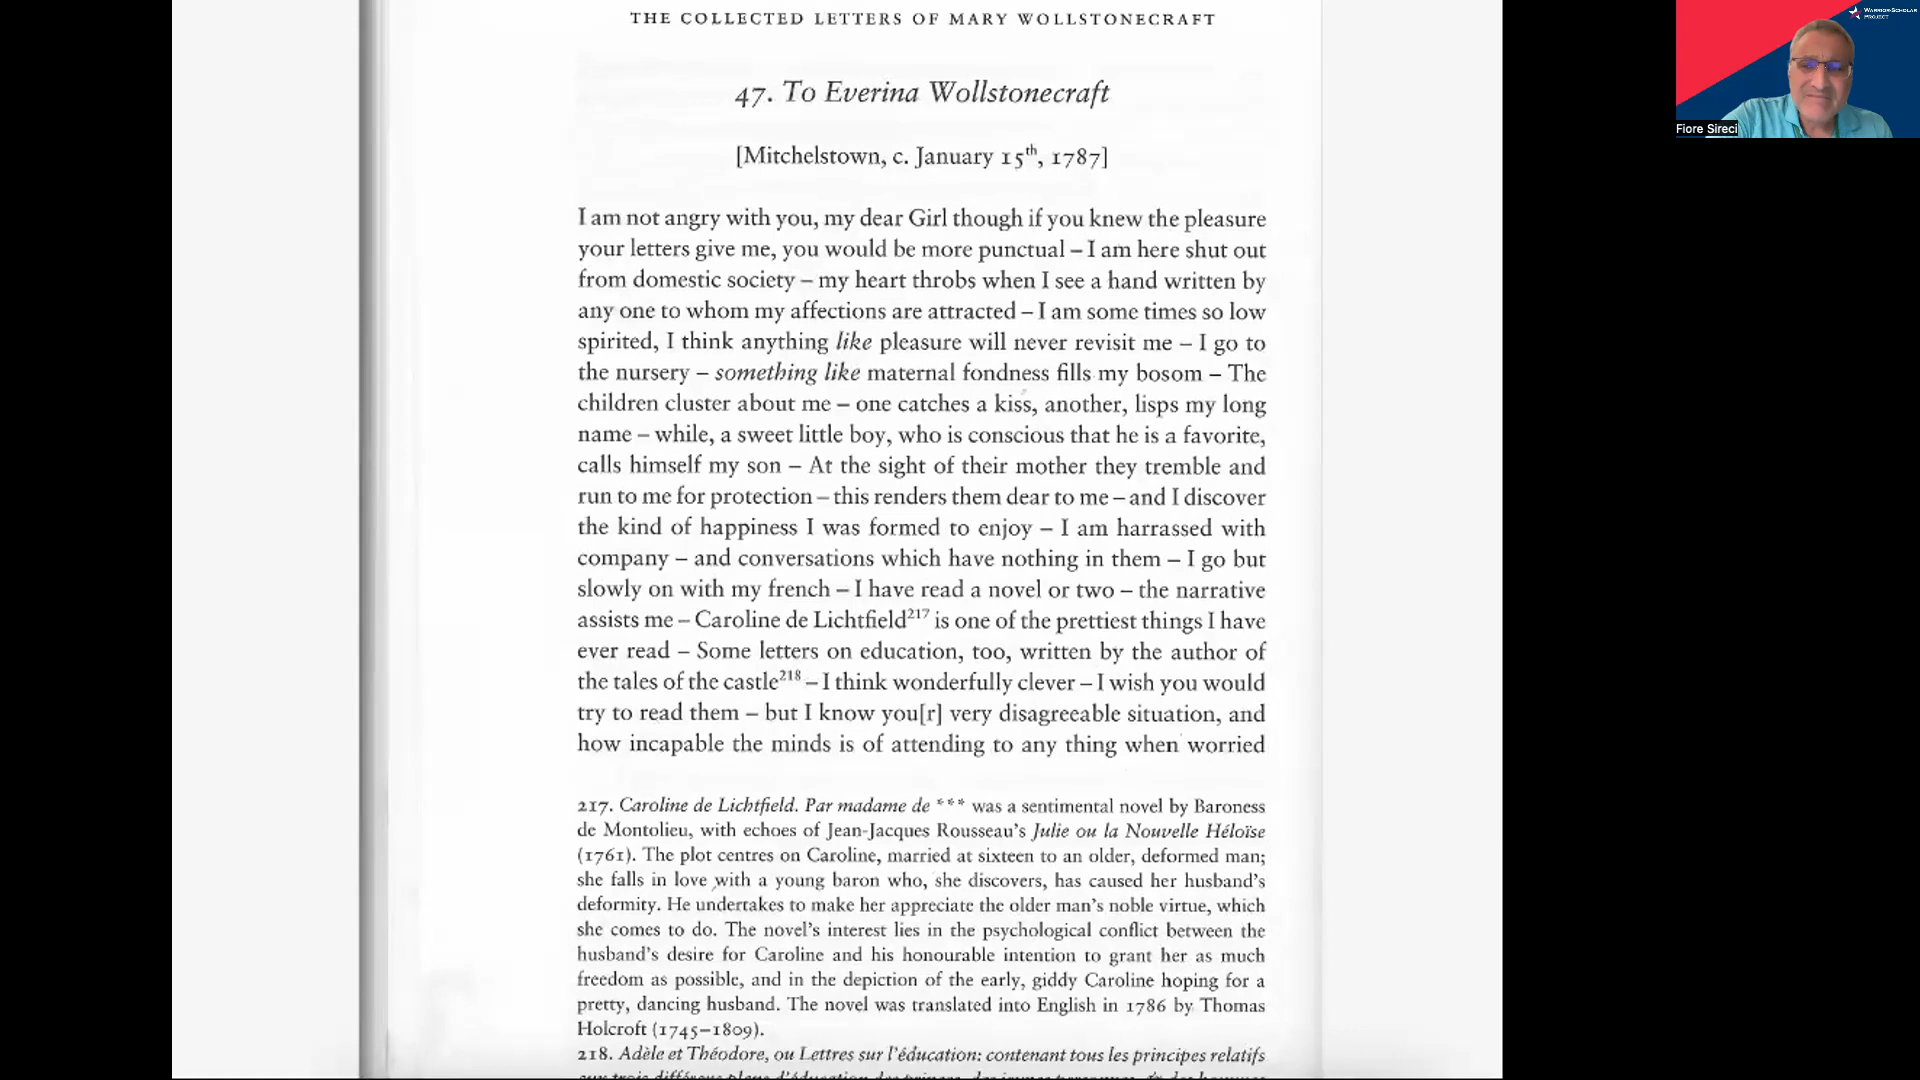 THE COLLECTED LETTERS OF MARY WOLLSTONECRAFT
47. To Everina Wollstonecraft
[Mitchelstown, c. January 15th, 1787]
I am not angry with you, my dear Girl though if you knew the pleasure
your letters give me, you would be more punctual – I am here shut out
from domestic society – my heart throbs when I see a hand written by
any one to whom my affections are attracted – I am some times so low
spirited, I think anything like pleasure will never revisit me – I go to
the nursery – something like maternal fondness fills my bosom – The
children cluster about me – one catches a kiss, another, lisps my long
name – while, a sweet little boy, who is conscious that he is a favorite,
calls himself my son – At the sight of their mother they tremble and
run to me for protection – this renders them dear to me – and I discover
the kind of happiness I was formed to enjoy – I am harrassed with
company – and conversations which have nothing in them – I go but
slowly on with my french – I have read a novel or two – the narrative
assists me – Caroline de Lichtfield217 is one of the prettiest things I have
ever read – Some letters on education, too, written by the author of
the tales of the castle218 – I think wonderfully clever – I wish you would
try to read them – but I know you[r] very disagreeable situation, and
how incapable the minds is of attending to any thing when worried
217. Caroline de Lichtfield. Par madame de *** was a sentimental novel by Baroness
de Montolieu, with echoes of Jean-Jacques Rousseau's Julie ou la Nouvelle Héloïse
(1761). The plot centres on Caroline, married at sixteen to an older, deformed man;
she falls in love with a young baron who, she discovers, has caused her husband's
deformity. He undertakes to make her appreciate the older man's noble virtue, which
she comes to do. The novel's interest lies in the psychological conflict between the
husband's desire for Caroline and his honourable intention to grant her as much
freedom as possible, and in the depiction of the early, giddy Caroline hoping for a
pretty, dancing husband. The novel was translated into English in 1786 by Thomas
Holcroft (1745–1809).
218. Adèle et Théodore, ou Lettres sur l'éducation: contenant tous les principes relatifs
WARRIOR-SCHOLAR
PROJECT
Fiore Sireci